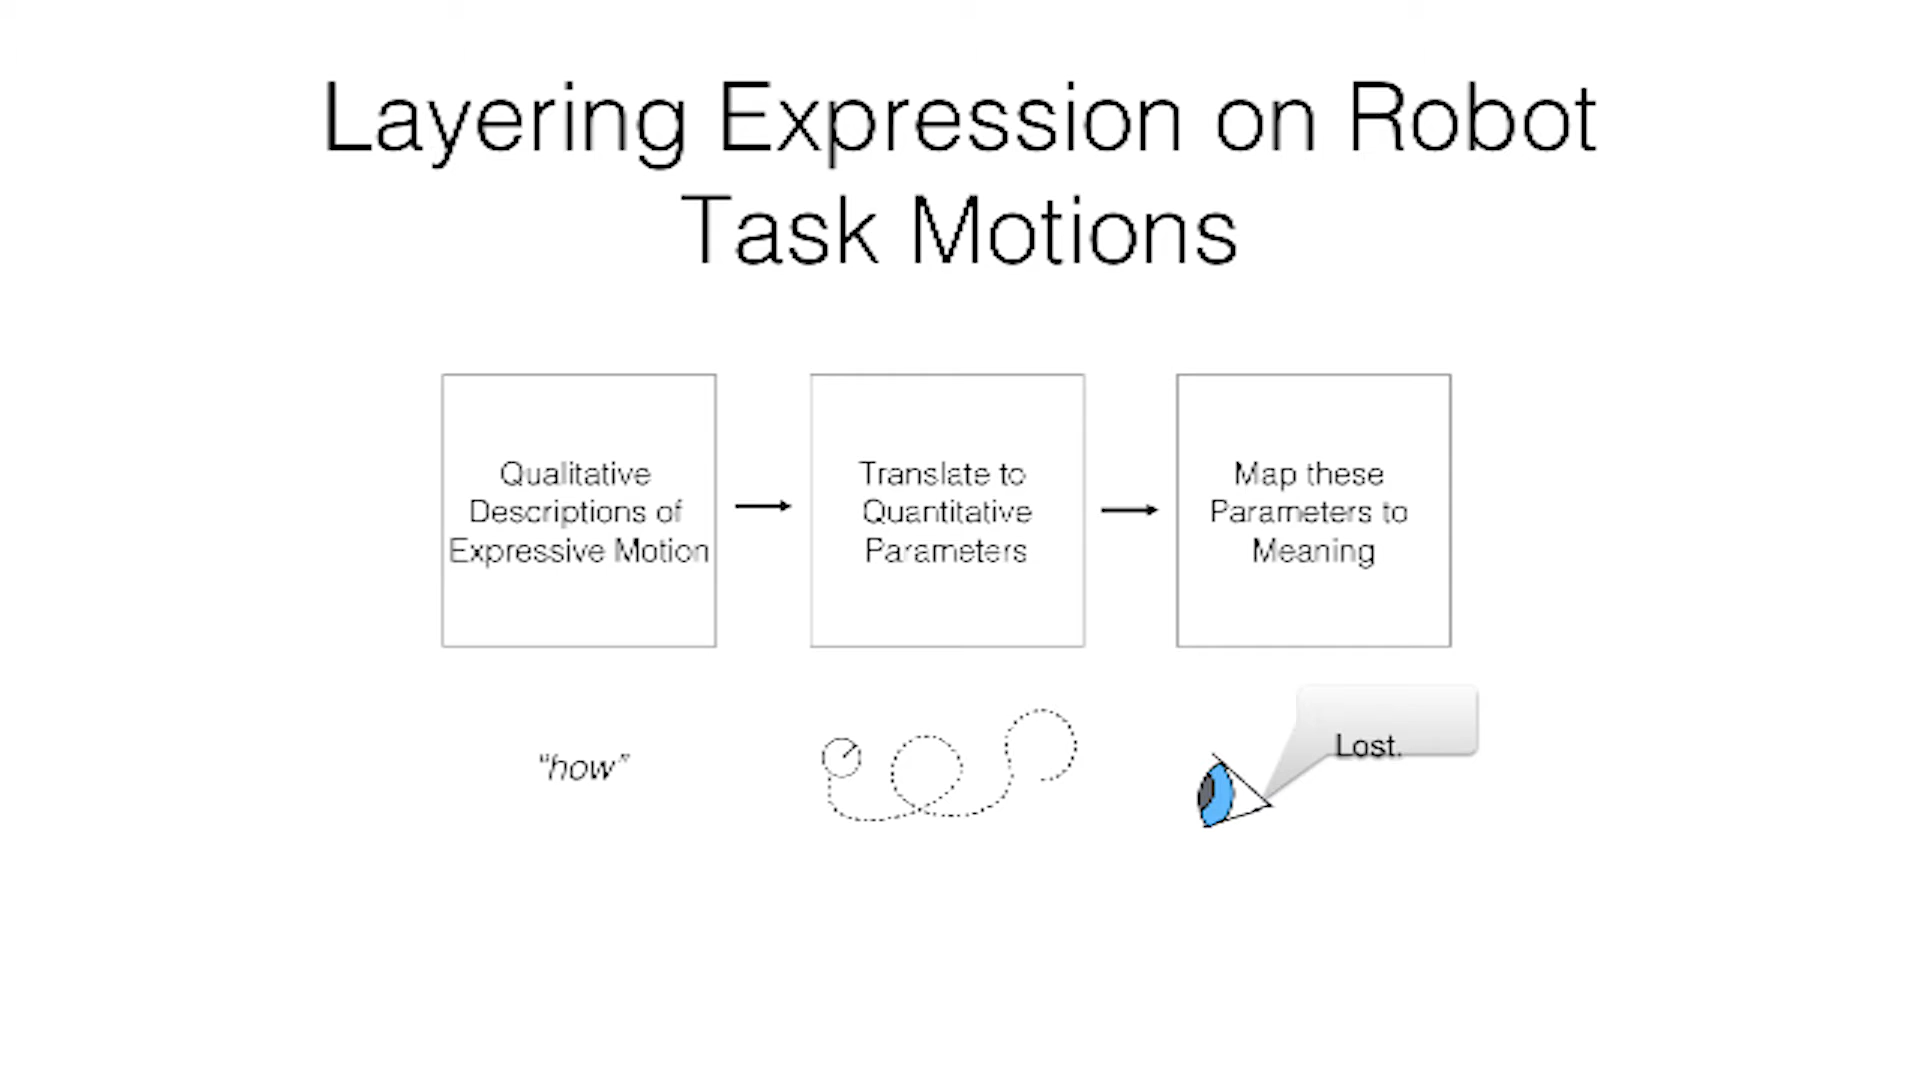 Layering Expression on Robot
Task Motions
Qualitative
Descriptions of
Expressive Motion
Translate to
Quantitative
Parameters
Map these
Parameters to
Meaning
“how”
Lost.